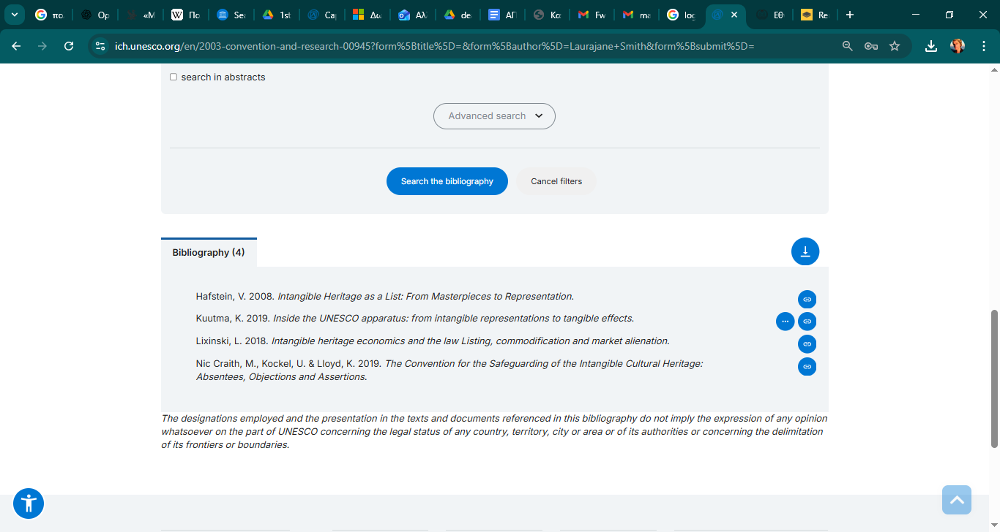 πο
Op
«М
По
Se
1st
Ca
Δω
Αλλ
de
ΑΓ
Κα
Fw
ma
log
Εθ
Re
ich.unesco.org/en/2003-convention-and-research-00945?form%5Btitle%5D=&form%5Bauthor%5D=Laurajane+Smith&form%5Bsubmit%5D=
search in abstracts
Advanced search
Search the bibliography
Cancel filters
Bibliography (4)
Hafstein, V. 2008. Intangible Heritage as a List: From Masterpieces to Representation.
Kuutma, K. 2019. Inside the UNESCO apparatus: from intangible representations to tangible effects.
Lixinski, L. 2018. Intangible heritage economics and the law Listing, commodification and market alienation.
Nic Craith, M., Kockel, U. & Lloyd, K. 2019. The Convention for the Safeguarding of the Intangible Cultural Heritage:
Absentees, Objections and Assertions.
The designations employed and the presentation in the texts and documents referenced in this bibliography do not imply the expression of any opinion
whatsoever on the part of UNESCO concerning the legal status of any country, territory, city or area or of its authorities or concerning the delimitation
of its frontiers or boundaries.